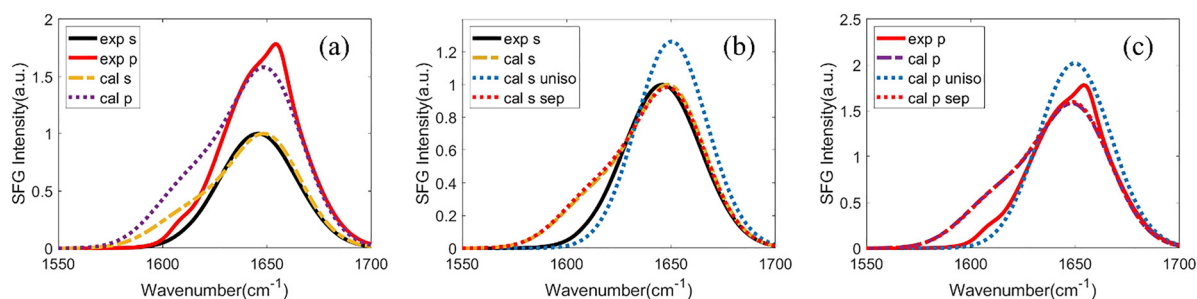 2
1.5
1
0.5
0
SFG Intensity(a.u.)
exp s
exp p
cal s
cal p
(a)
1550
1600
1650
1700
Wavenumber(cm-1)
1.2
1
0.8
0.6
0.4
0.2
0
SFG Intensity(a.u.)
exp s
cal s
cal s uniso
cal s sep
(b)
1550
1600
1650
1700
Wavenumber(cm-1)
2.5
2
1.5
1
0.5
0
SFG Intensity(a.u.)
exp p
cal p
cal p uniso
cal p sep
(c)
1550
1600
1650
1700
Wavenumber(cm-1)